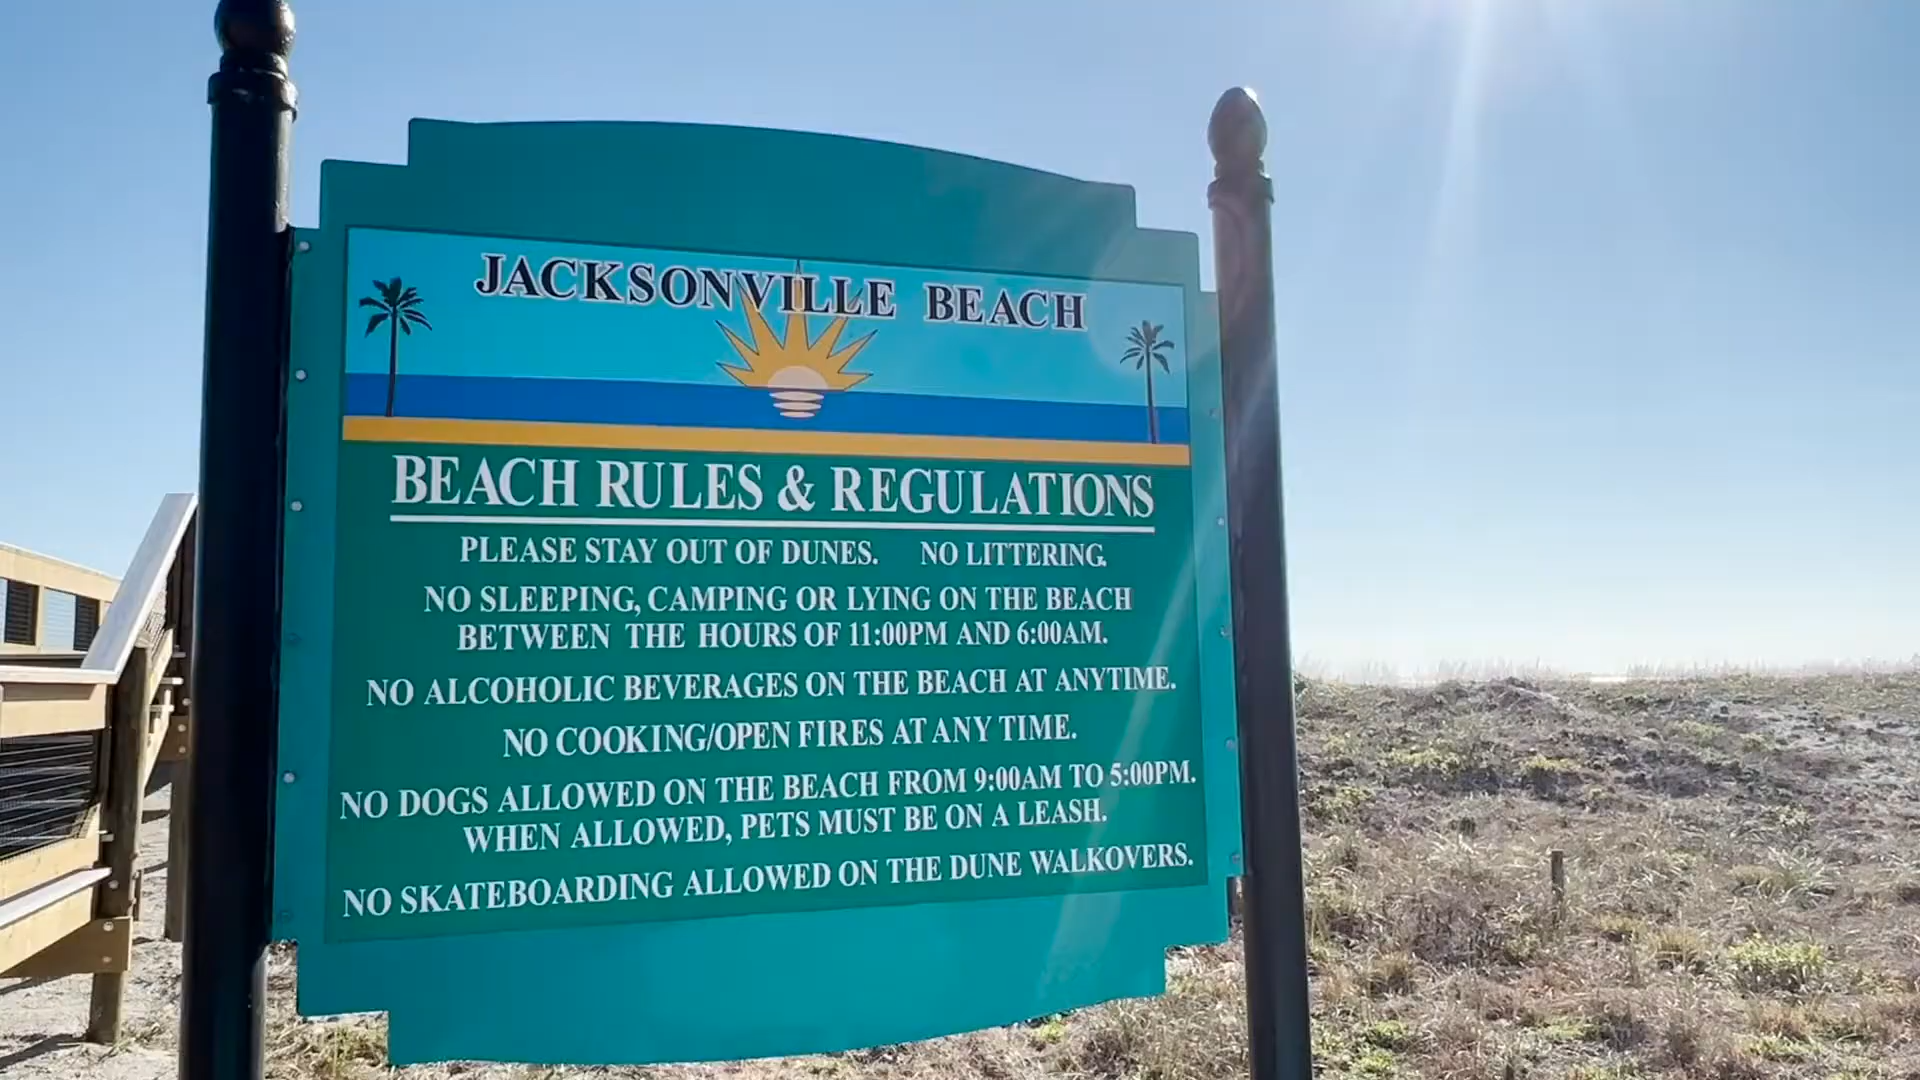 JACKSONVILLE BEACH
BEACH RULES & REGULATIONS
PLEASE STAY OUT OF DUNES. NO LITTERING.
NO SLEEPING, CAMPING OR LYING ON THE BEACH
BETWEEN THE HOURS OF 11:00PM AND 6:00AM.
NO ALCOHOLIC BEVERAGES ON THE BEACH AT ANYTIME.
NO COOKING/OPEN FIRES AT ANY TIME.
NO DOGS ALLOWED ON THE BEACH FROM 9:00AM TO 5:00PM.
WHEN ALLOWED, PETS MUST BE ON A LEASH.
NO SKATEBOARDING ALLOWED ON THE DUNE WALKOVERS.